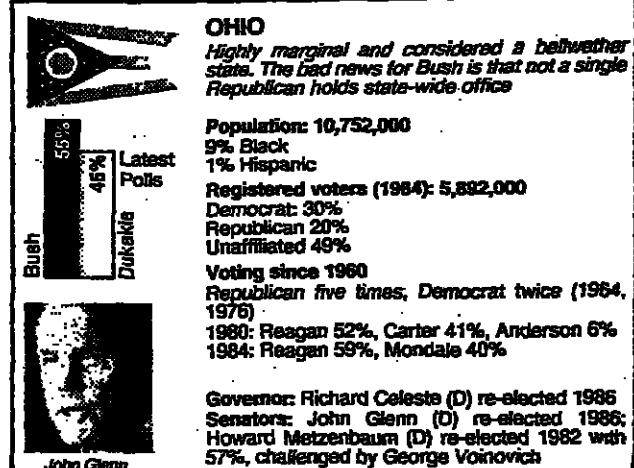 OHIO
Highly marginal and considered a bellwether
state. The bad news for Bush is that not a single
Republican holds state-wide office
Population: 10,752,000
9% Black
1% Hispanic
Registered voters (1984): 5,892,000
Democrat: 30%
Republican 20%
Unaffiliated 49%
Voting since 1960
Republican five times, Democrat twice (1964,
1976)
1980: Reagan 52%, Carter 41%, Anderson 6%
1984: Reagan 59%, Mondale 40%
Governor: Richard Celeste (D) re-elected 1986
Senators: John Glenn (D) re-elected 1986;
Howard Metzenbaum (D) re-elected 1982 with
57%, challenged by George Voinovich
Bush
55%
45%
Dukakis
Latest
Polls
John Glenn